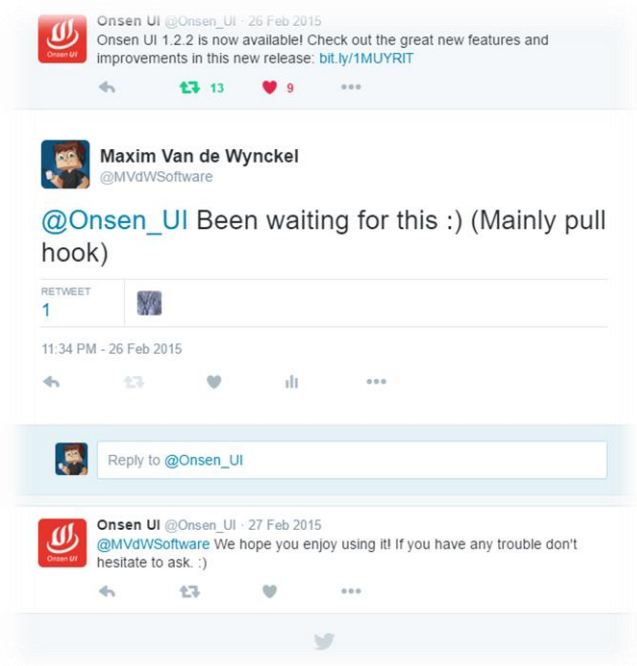 Onsen UI @Onsen_UI · 26 Feb 2015
Onsen UI 1.2.2 is now available! Check out the great new features and
improvements in this new release: bit.ly/1MUYRIT
13 9
Maxim Van de Wynckel
@MVdWSoftware
@Onsen_UI Been waiting for this :) (Mainly pull
hook)
RETWEET
1
11:34 PM - 26 Feb 2015
Reply to @Onsen_UI
Onsen UI @Onsen_UI · 27 Feb 2015
@MVdWSoftware We hope you enjoy using it! If you have any trouble don't
hesitate to ask. :)
Onsen UI
Onsen UI